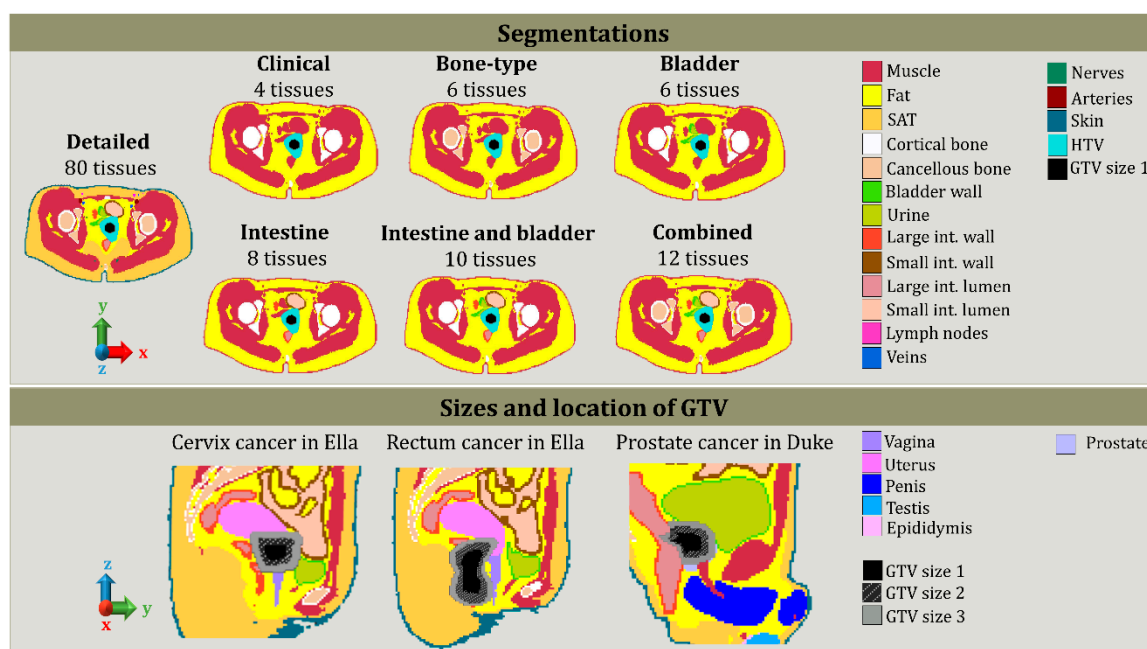 Segmentations
Detailed
80 tissues
Clinical
4 tissues
Bone-type
6 tissues
Bladder
6 tissues
Intestine
8 tissues
Intestine and bladder
10 tissues
Combined
12 tissues
y
x
z
Muscle
Fat
SAT
Cortical bone
Cancellous bone
Bladder wall
Urine
Large int. wall
Small int. wall
Large int. lumen
Small int. lumen
Lymph nodes
Veins
Nerves
Arteries
Skin
HTV
GTV size 1
Sizes and location of GTV
Cervix cancer in Ella
Rectum cancer in Ella
Prostate cancer in Duke
z
y
x
Vagina
Uterus
Penis
Testis
Epididymis
Prostate
GTV size 1
GTV size 2
GTV size 3